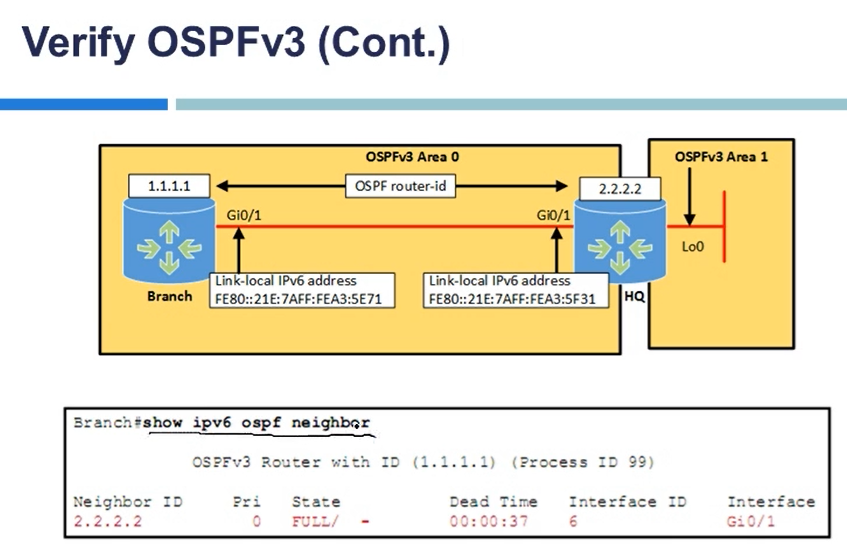 Verify OSPFv3 (Cont.)
OSPFv3 Area 0
OSPFv3 Area 1
1.1.1.1
OSPF router-id
2.2.2.2
Gi0/1
Gi0/1
Lo0
Link-local IPv6 address
FE80::21E:7AFF:FEA3:5E71
Link-local IPv6 address
FE80::21E:7AFF:FEA3:5F31
Branch
HQ
Branch#show ipv6 ospf neighbor
OSPFv3 Router with ID (1.1.1.1) (Process ID 99)
Neighbor ID Pri State Dead Time Interface ID Interface
2.2.2.2 0 FULL/ - 00:00:37 6 Gi0/1